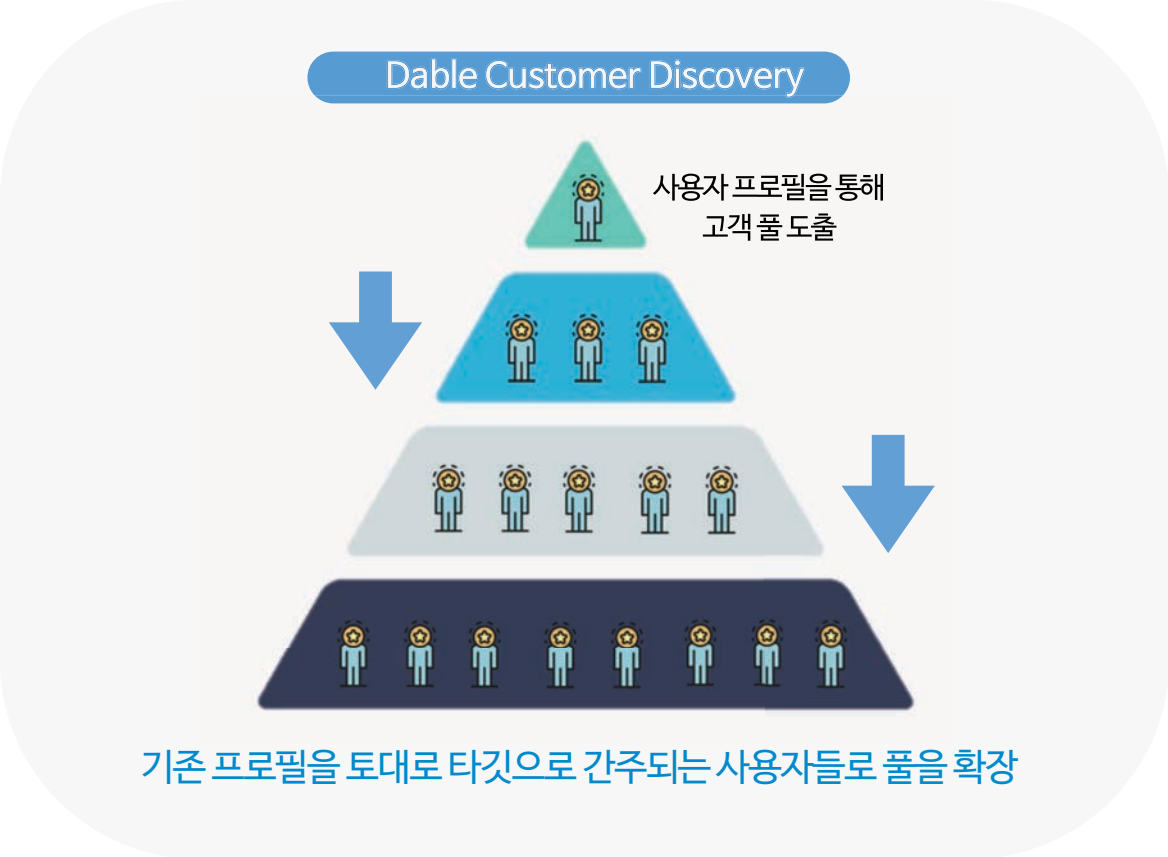 Dable Customer Discovery
사용자 프로필을 통해
고객 풀 도출
기존 프로필을 토대로 타깃으로 간주되는 사용자들로 풀을 확장